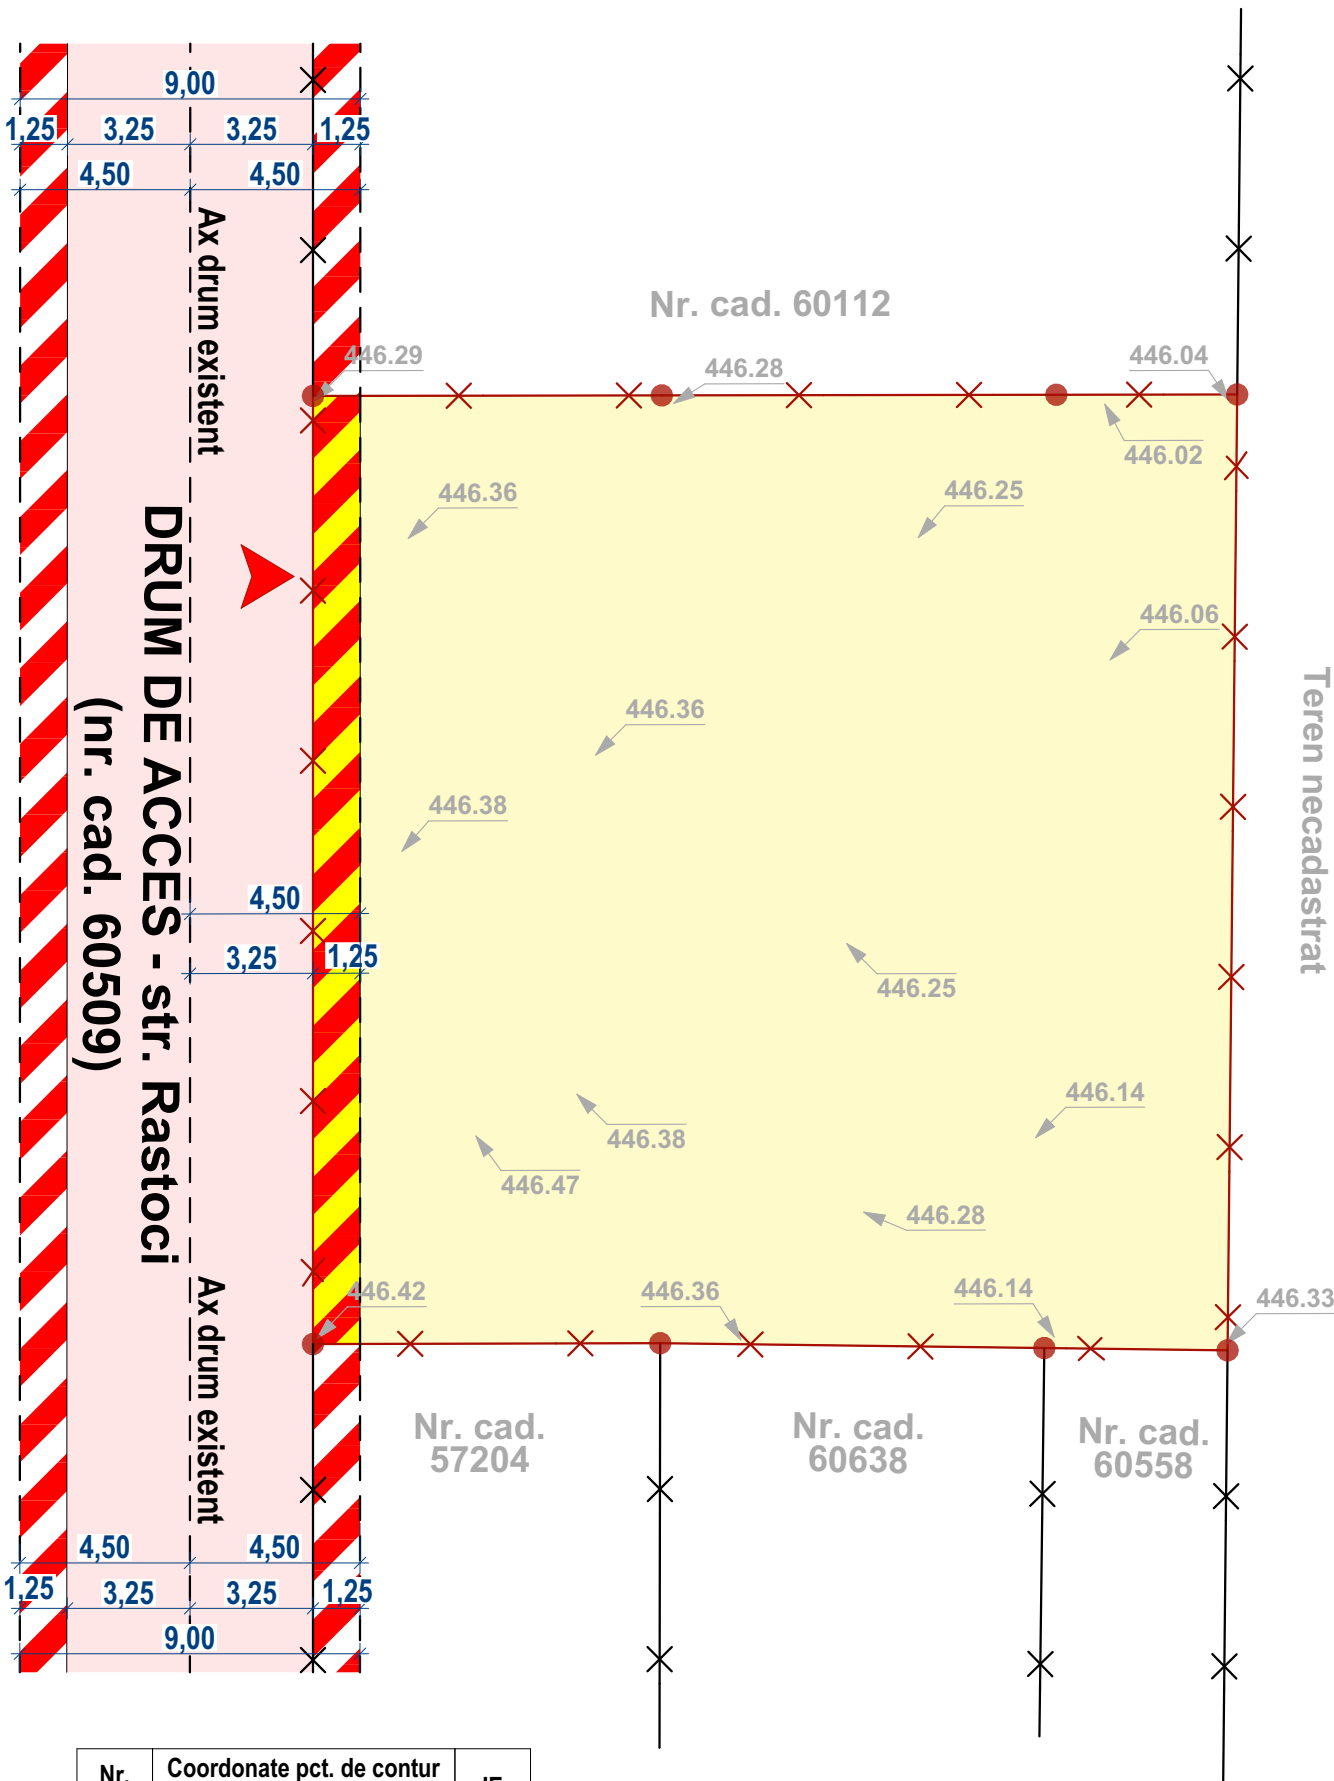 9,00
1,25 3,25 3,25 1,25
4,50 4,50
Ax drum existent
Nr. cad. 60112
446.29
446.28
446.04
446.02
446.36
446.25
446.06
446.36
446.38
DRUM DE ACCES - str. Rastoci
(nr. cad. 60509)
Teren necadastrat
4,50
3,25 1,25
446.25
446.14
446.38
446.47
446.28
446.42
446.36
446.14
446.33
Ax drum existent
Nr. cad.
57204
Nr. cad.
60638
Nr. cad.
60558
4,50 4,50
1,25 3,25 3,25 1,25
9,00
Nr.
Coordonate pct. de contur